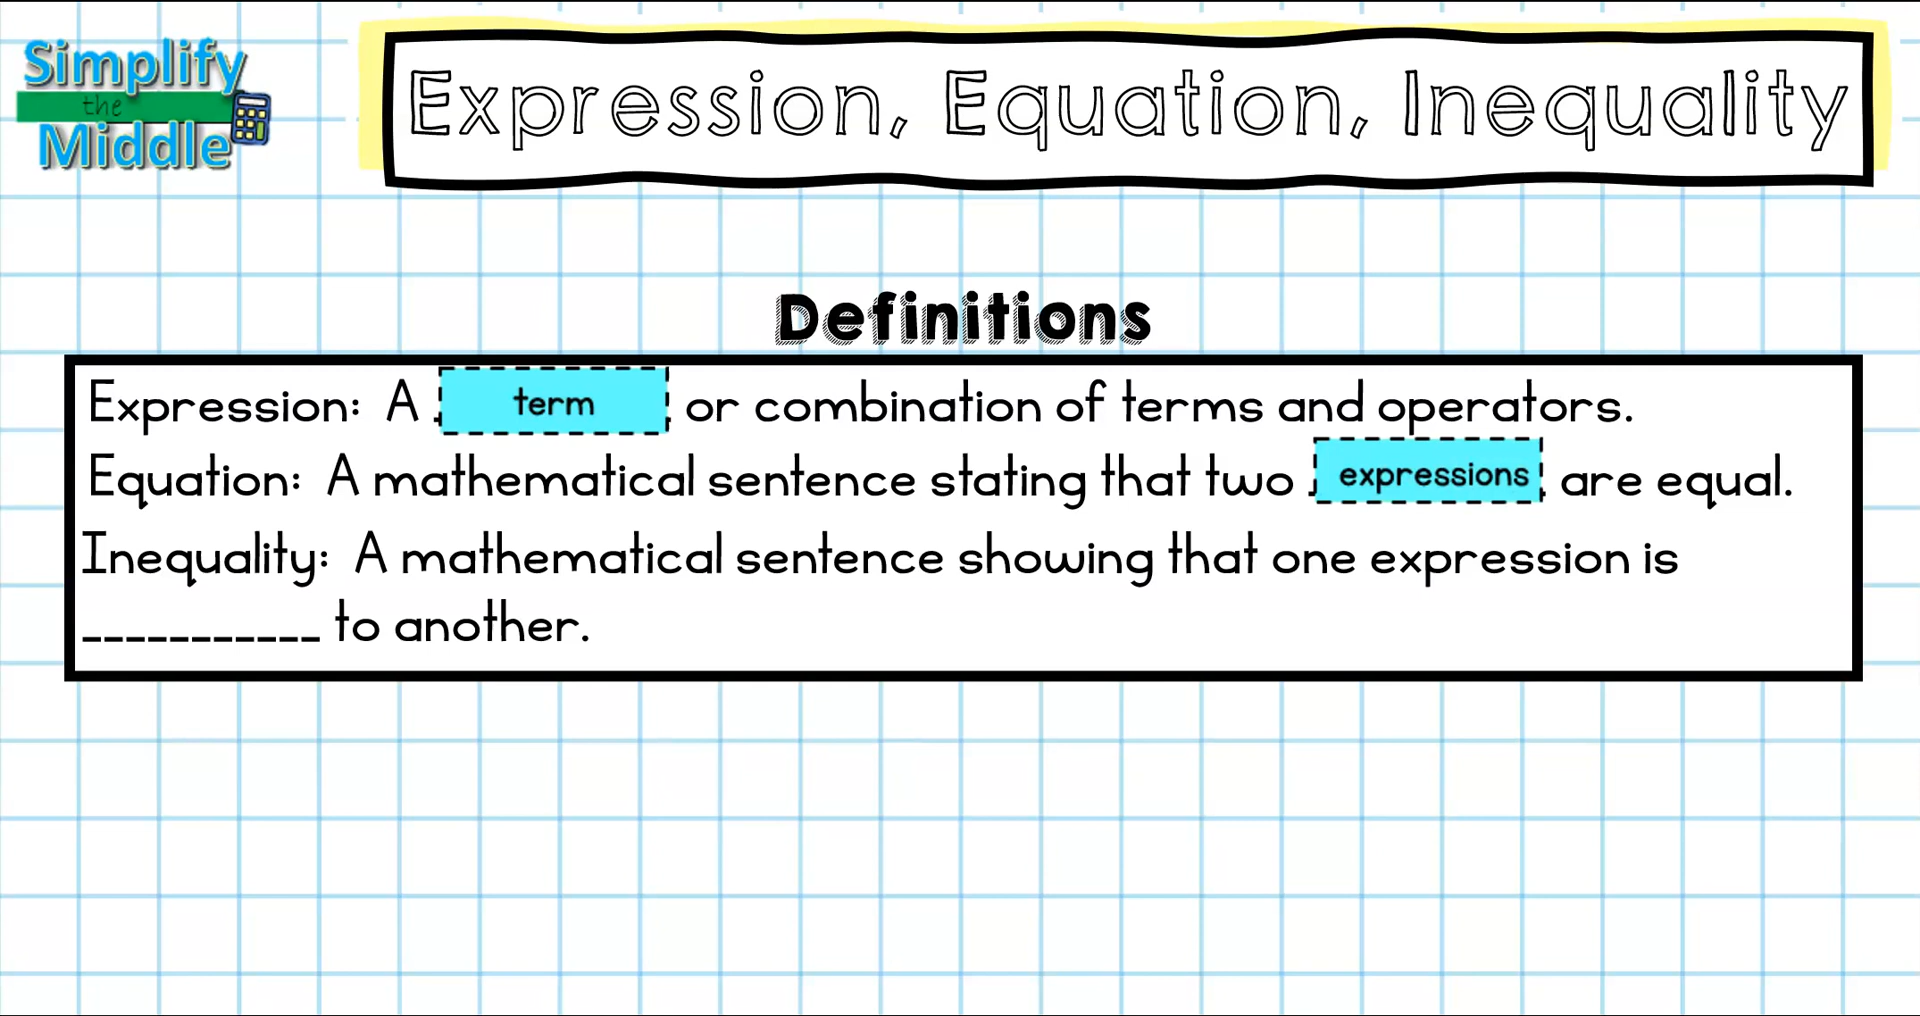 Simplify
the
Middle
Expression, Equation, Inequality
Definitions
Expression: A term or combination of terms and operators.
Equation: A mathematical sentence stating that two expressions are equal.
Inequality: A mathematical sentence showing that one expression is
___________ to another.